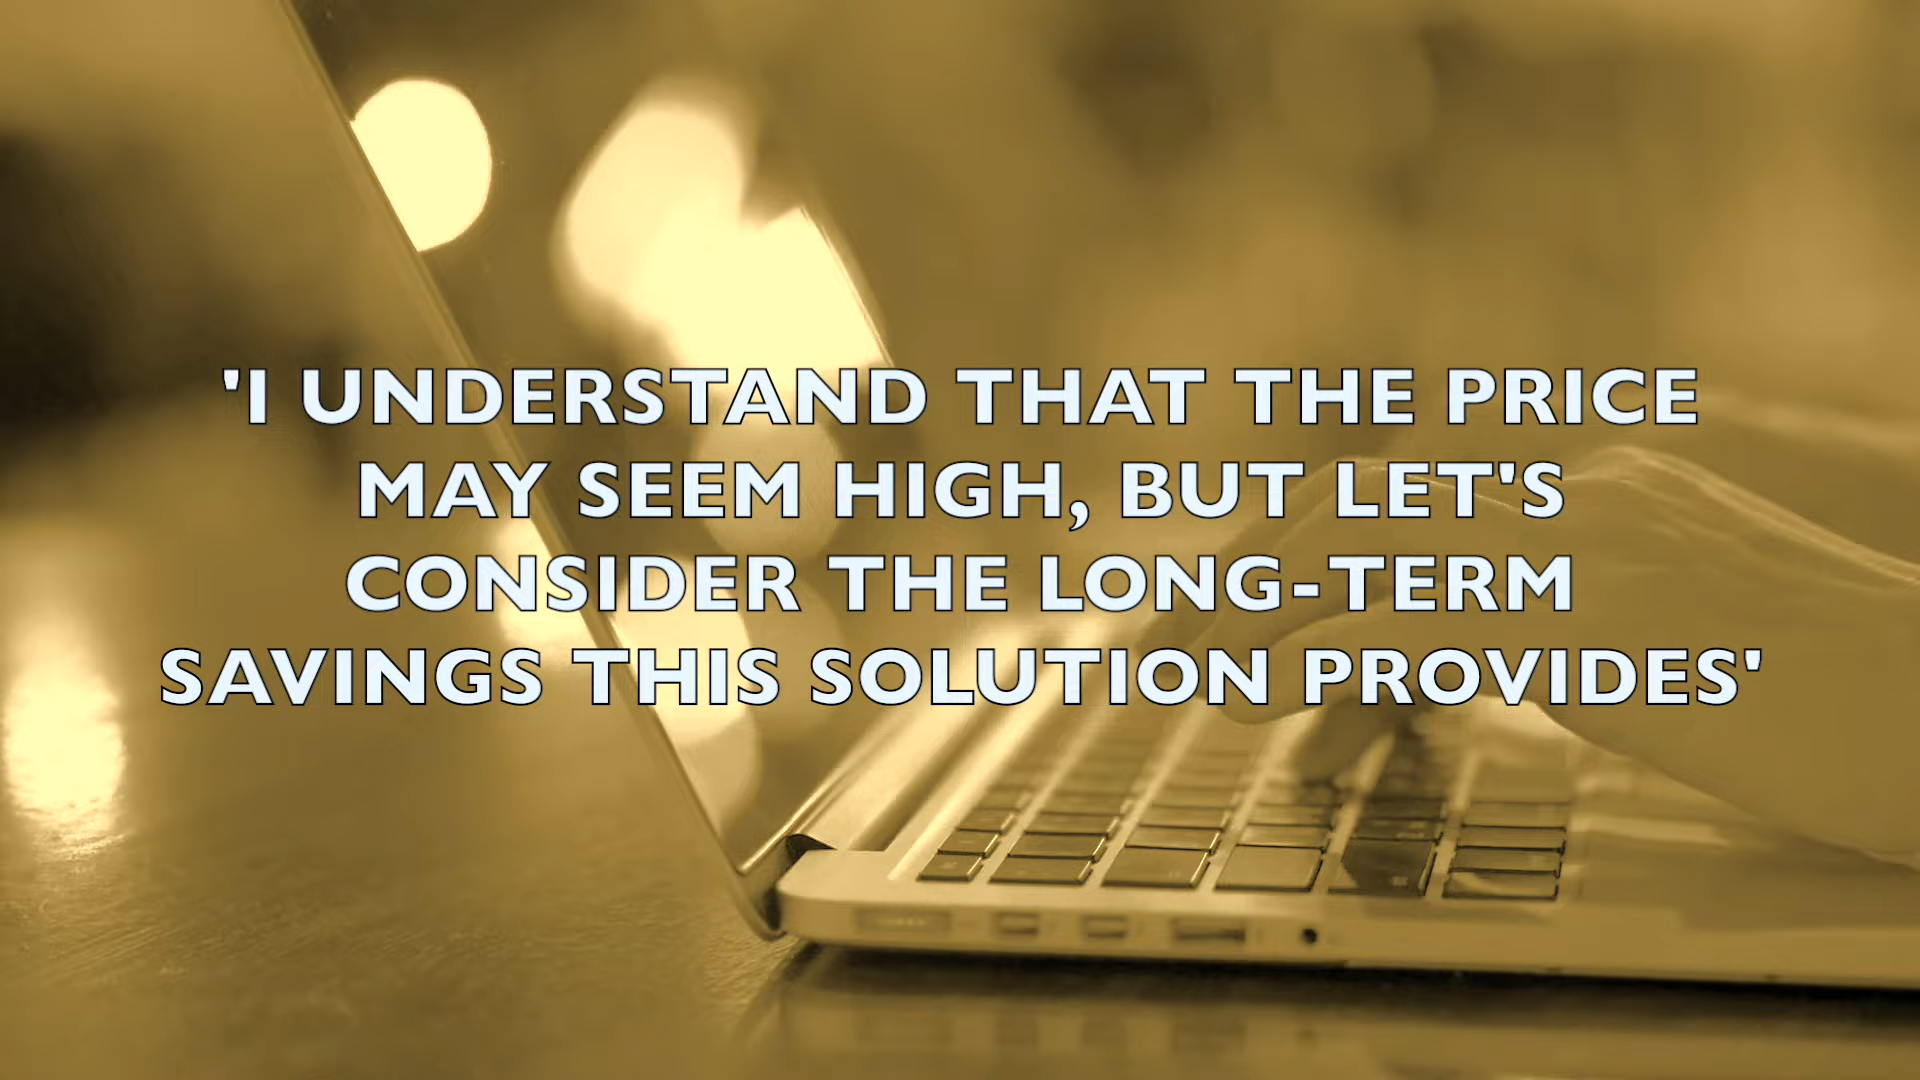 'I UNDERSTAND THAT THE PRICE
MAY SEEM HIGH, BUT LET'S
CONSIDER THE LONG-TERM
SAVINGS THIS SOLUTION PROVIDES'